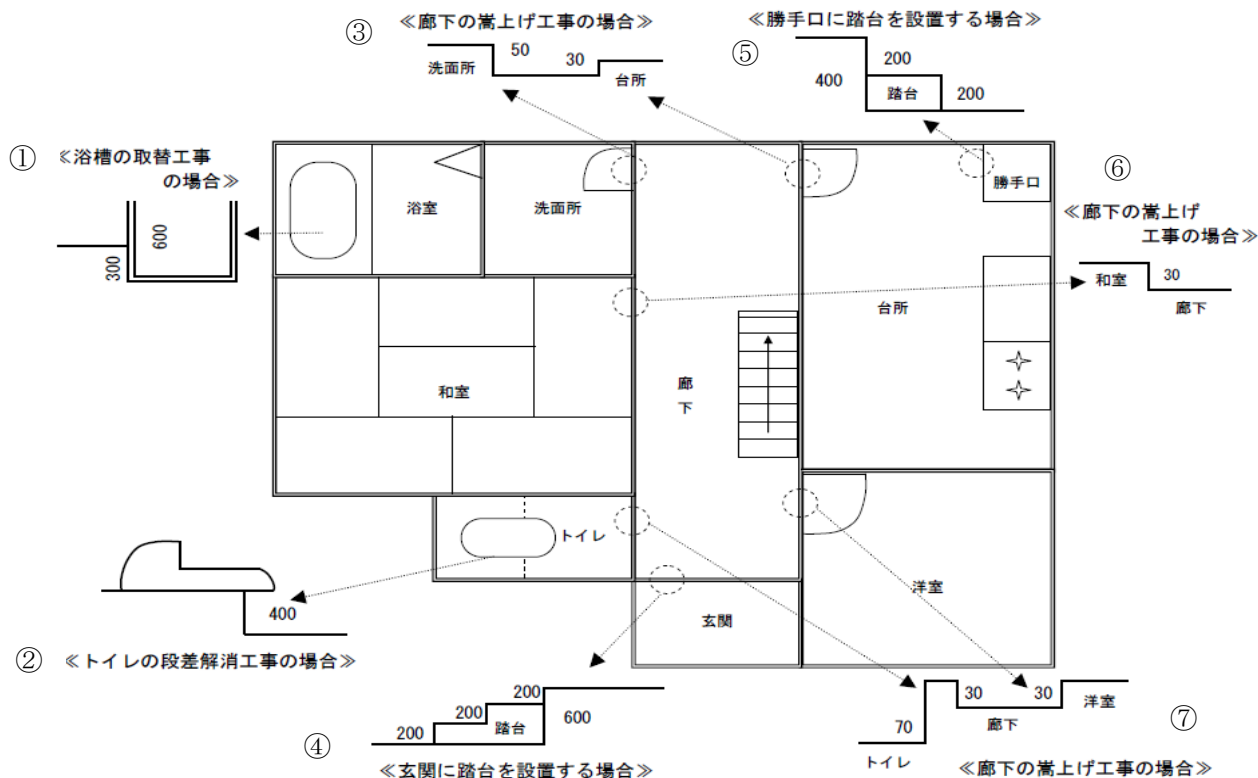 ③ ≪廊下の嵩上げ工事の場合≫
50
30
洗面所
台所
⑤ ≪勝手口に踏台を設置する場合≫
200
400
踏台
200
① ≪浴槽の取替工事
の場合≫
600
300
浴室
洗面所
勝手口
⑥
≪廊下の嵩上げ
工事の場合≫
和室
30
廊下
台所
和室
廊
下
トイレ
洋室
玄関
400
② ≪トイレの段差解消工事の場合≫
200
200
200
踏台
600
④
≪玄関に踏台を設置する場合≫
30
30
洋室
廊下
70
トイレ
⑦
≪廊下の嵩上げ工事の場合≫